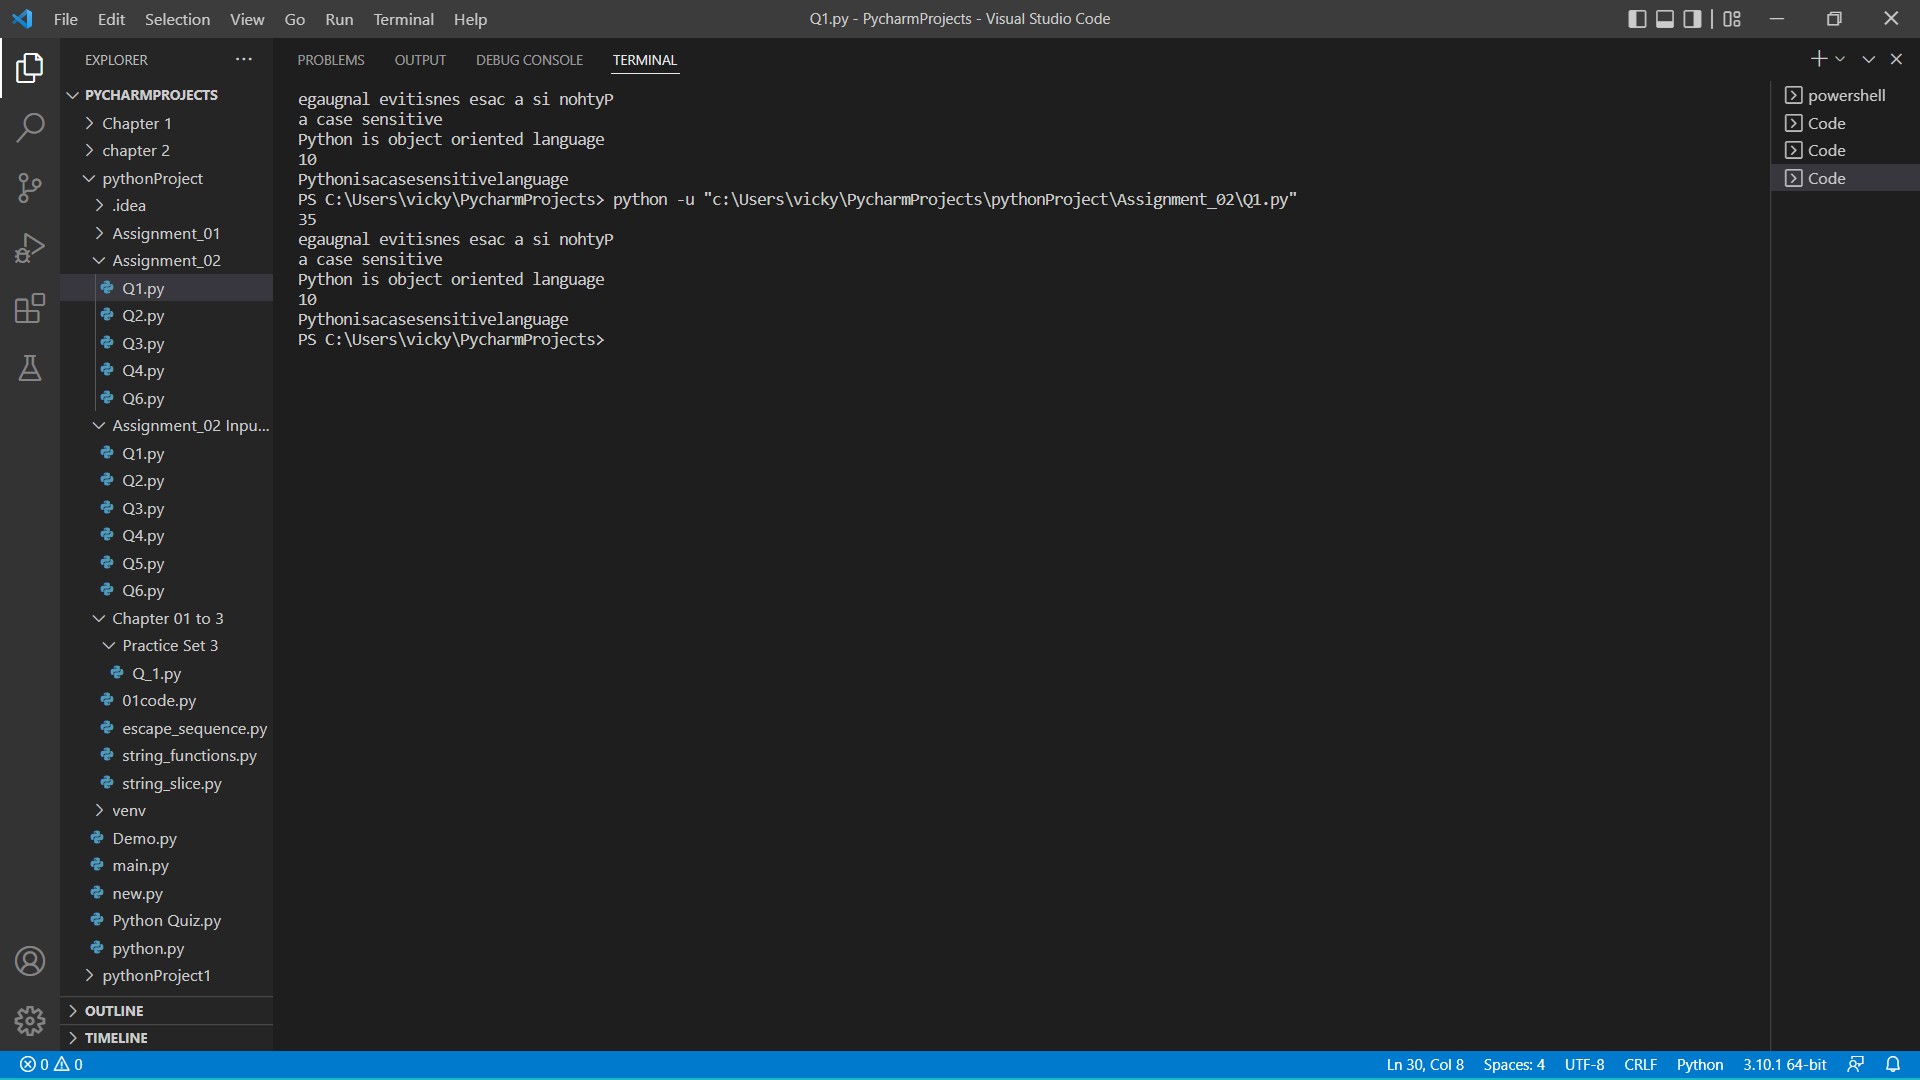 File Edit Selection View Go Run Terminal Help
Q1.py - PycharmProjects - Visual Studio Code
EXPLORER
PYCHARMPROJECTS
Chapter 1
chapter 2
pythonProject
.idea
Assignment_01
Assignment_02
Q1.py
Q2.py
Q3.py
Q4.py
Q6.py
Assignment_02 Inpu...
Q1.py
Q2.py
Q3.py
Q4.py
Q5.py
Q6.py
Chapter 01 to 3
Practice Set 3
Q_1.py
01code.py
escape_sequence.py
string_functions.py
string_slice.py
venv
Demo.py
main.py
new.py
Python Quiz.py
python.py
pythonProject1
OUTLINE
TIMELINE
PROBLEMS OUTPUT DEBUG CONSOLE TERMINAL
egaugnal evitisnes esac a si nohtyP
a case sensitive
Python is object oriented language
10
Pythonisacasesensitivelanguage
PS C:\Users\vicky\PycharmProjects> python -u "c:\Users\vicky\PycharmProjects\pythonProject\Assignment_02\Q1.py"
35
egaugnal evitisnes esac a si nohtyP
a case sensitive
Python is object oriented language
10
Pythonisacasesensitivelanguage
PS C:\Users\vicky\PycharmProjects>
powershell
Code
Code
Code
0 0
Ln 30, Col 8 Spaces: 4 UTF-8 CRLF Python 3.10.1 64-bit